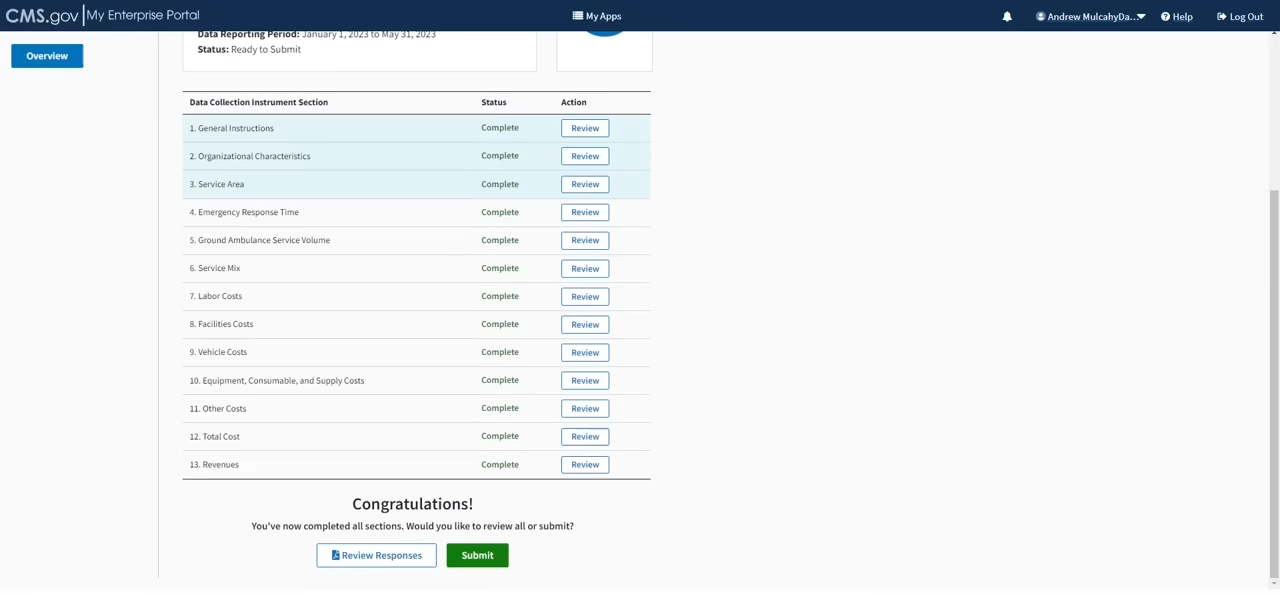 CMS.gov My Enterprise Portal
My Apps
Andrew MulcahyDa...
Help
Log Out
Overview
Data Reporting Period: January 1, 2023 to May 31, 2023
Status: Ready to Submit
Data Collection Instrument Section Status Action
1. General Instructions Complete Review
2. Organizational Characteristics Complete Review
3. Service Area Complete Review
4. Emergency Response Time Complete Review
5. Ground Ambulance Service Volume Complete Review
6. Service Mix Complete Review
7. Labor Costs Complete Review
8. Facilities Costs Complete Review
9. Vehicle Costs Complete Review
10. Equipment, Consumable, and Supply Costs Complete Review
11. Other Costs Complete Review
12. Total Cost Complete Review
13. Revenues Complete Review
Congratulations!
You've now completed all sections. Would you like to review all or submit?
Review Responses
Submit